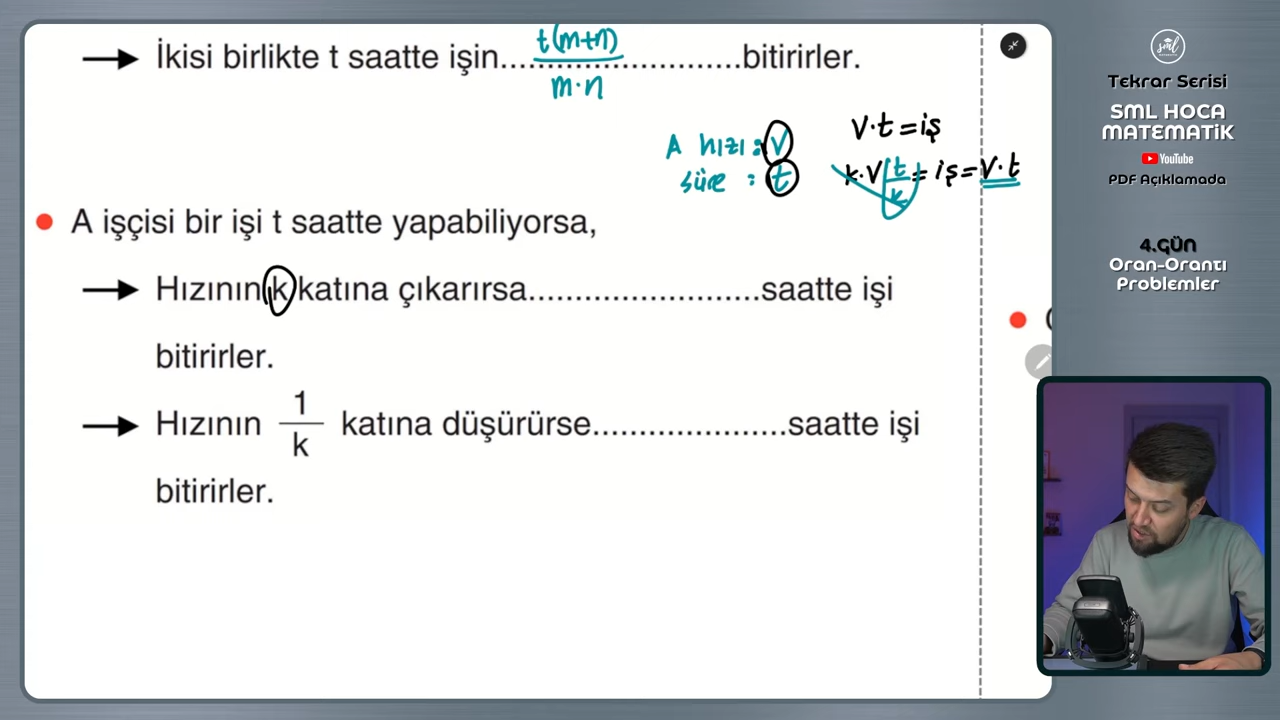 → İkisi birlikte t saatte işin.... t(m+n) / m·n ....bitirirler.
A hızı : v
süre : t
v·t = iş
k·v t/k = iş = v·t
• A işçisi bir işi t saatte yapabiliyorsa,
→ Hızının k katına çıkarırsa.........................saatte işi
bitirirler.
→ Hızının 1/k katına düşürürse.....................saatte işi
bitirirler.
sml
Tekrar Serisi
SML HOCA
MATEMATİK
YouTube
PDF Açıklamada
4.GÜN
Oran-Orantı
Problemler